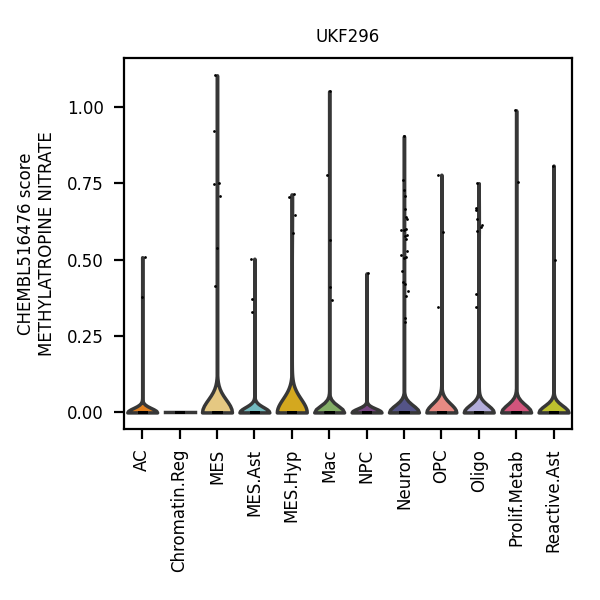 UKF296
CHEMBL516476 score
METHYLATROPINE NITRATE
1.00
0.75
0.50
0.25
0.00
AC
Chromatin.Reg
MES
MES.Ast
MES.Hyp
Mac
NPC
Neuron
OPC
Oligo
Prolif.Metab
Reactive.Ast